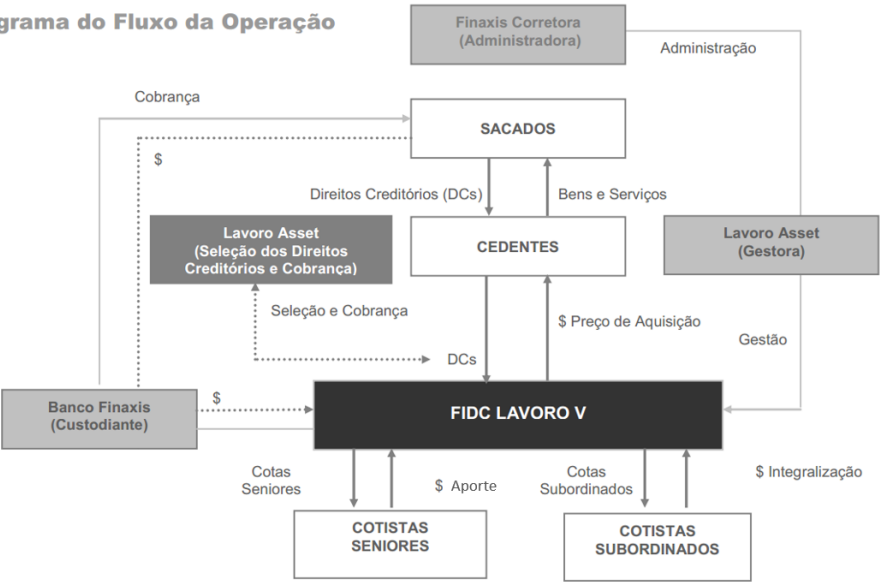 grama do Fluxo da Operação
Finaxis Corretora
(Administradora)
Administração
Cobrança
SACADOS
$
Direitos Creditórios (DCs)
Bens e Serviços
Lavoro Asset
(Seleção dos Direitos
Creditórios e Cobrança)
CEDENTES
Lavoro Asset
(Gestora)
Seleção e Cobrança
$ Preço de Aquisição
Gestão
DCs
Banco Finaxis
(Custodiante)
$
FIDC LAVORO V
Cotas
Seniores
$ Aporte
Cotas
Subordinados
$ Integralização
COTISTAS
SENIORES
COTISTAS
SUBORDINADOS